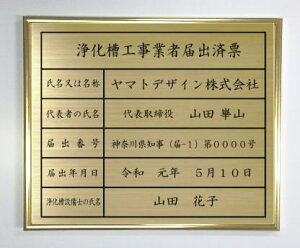 浄化槽工事業者届出済票
氏名又は名称 ヤマトデザイン株式会社
代表者の氏名 代表取締役 山田 崋山
届出番号 神奈川県知事(届-1)第0000号
届出年月日 令和 元年 5月10日
浄化槽設備士の氏名 山田 花子